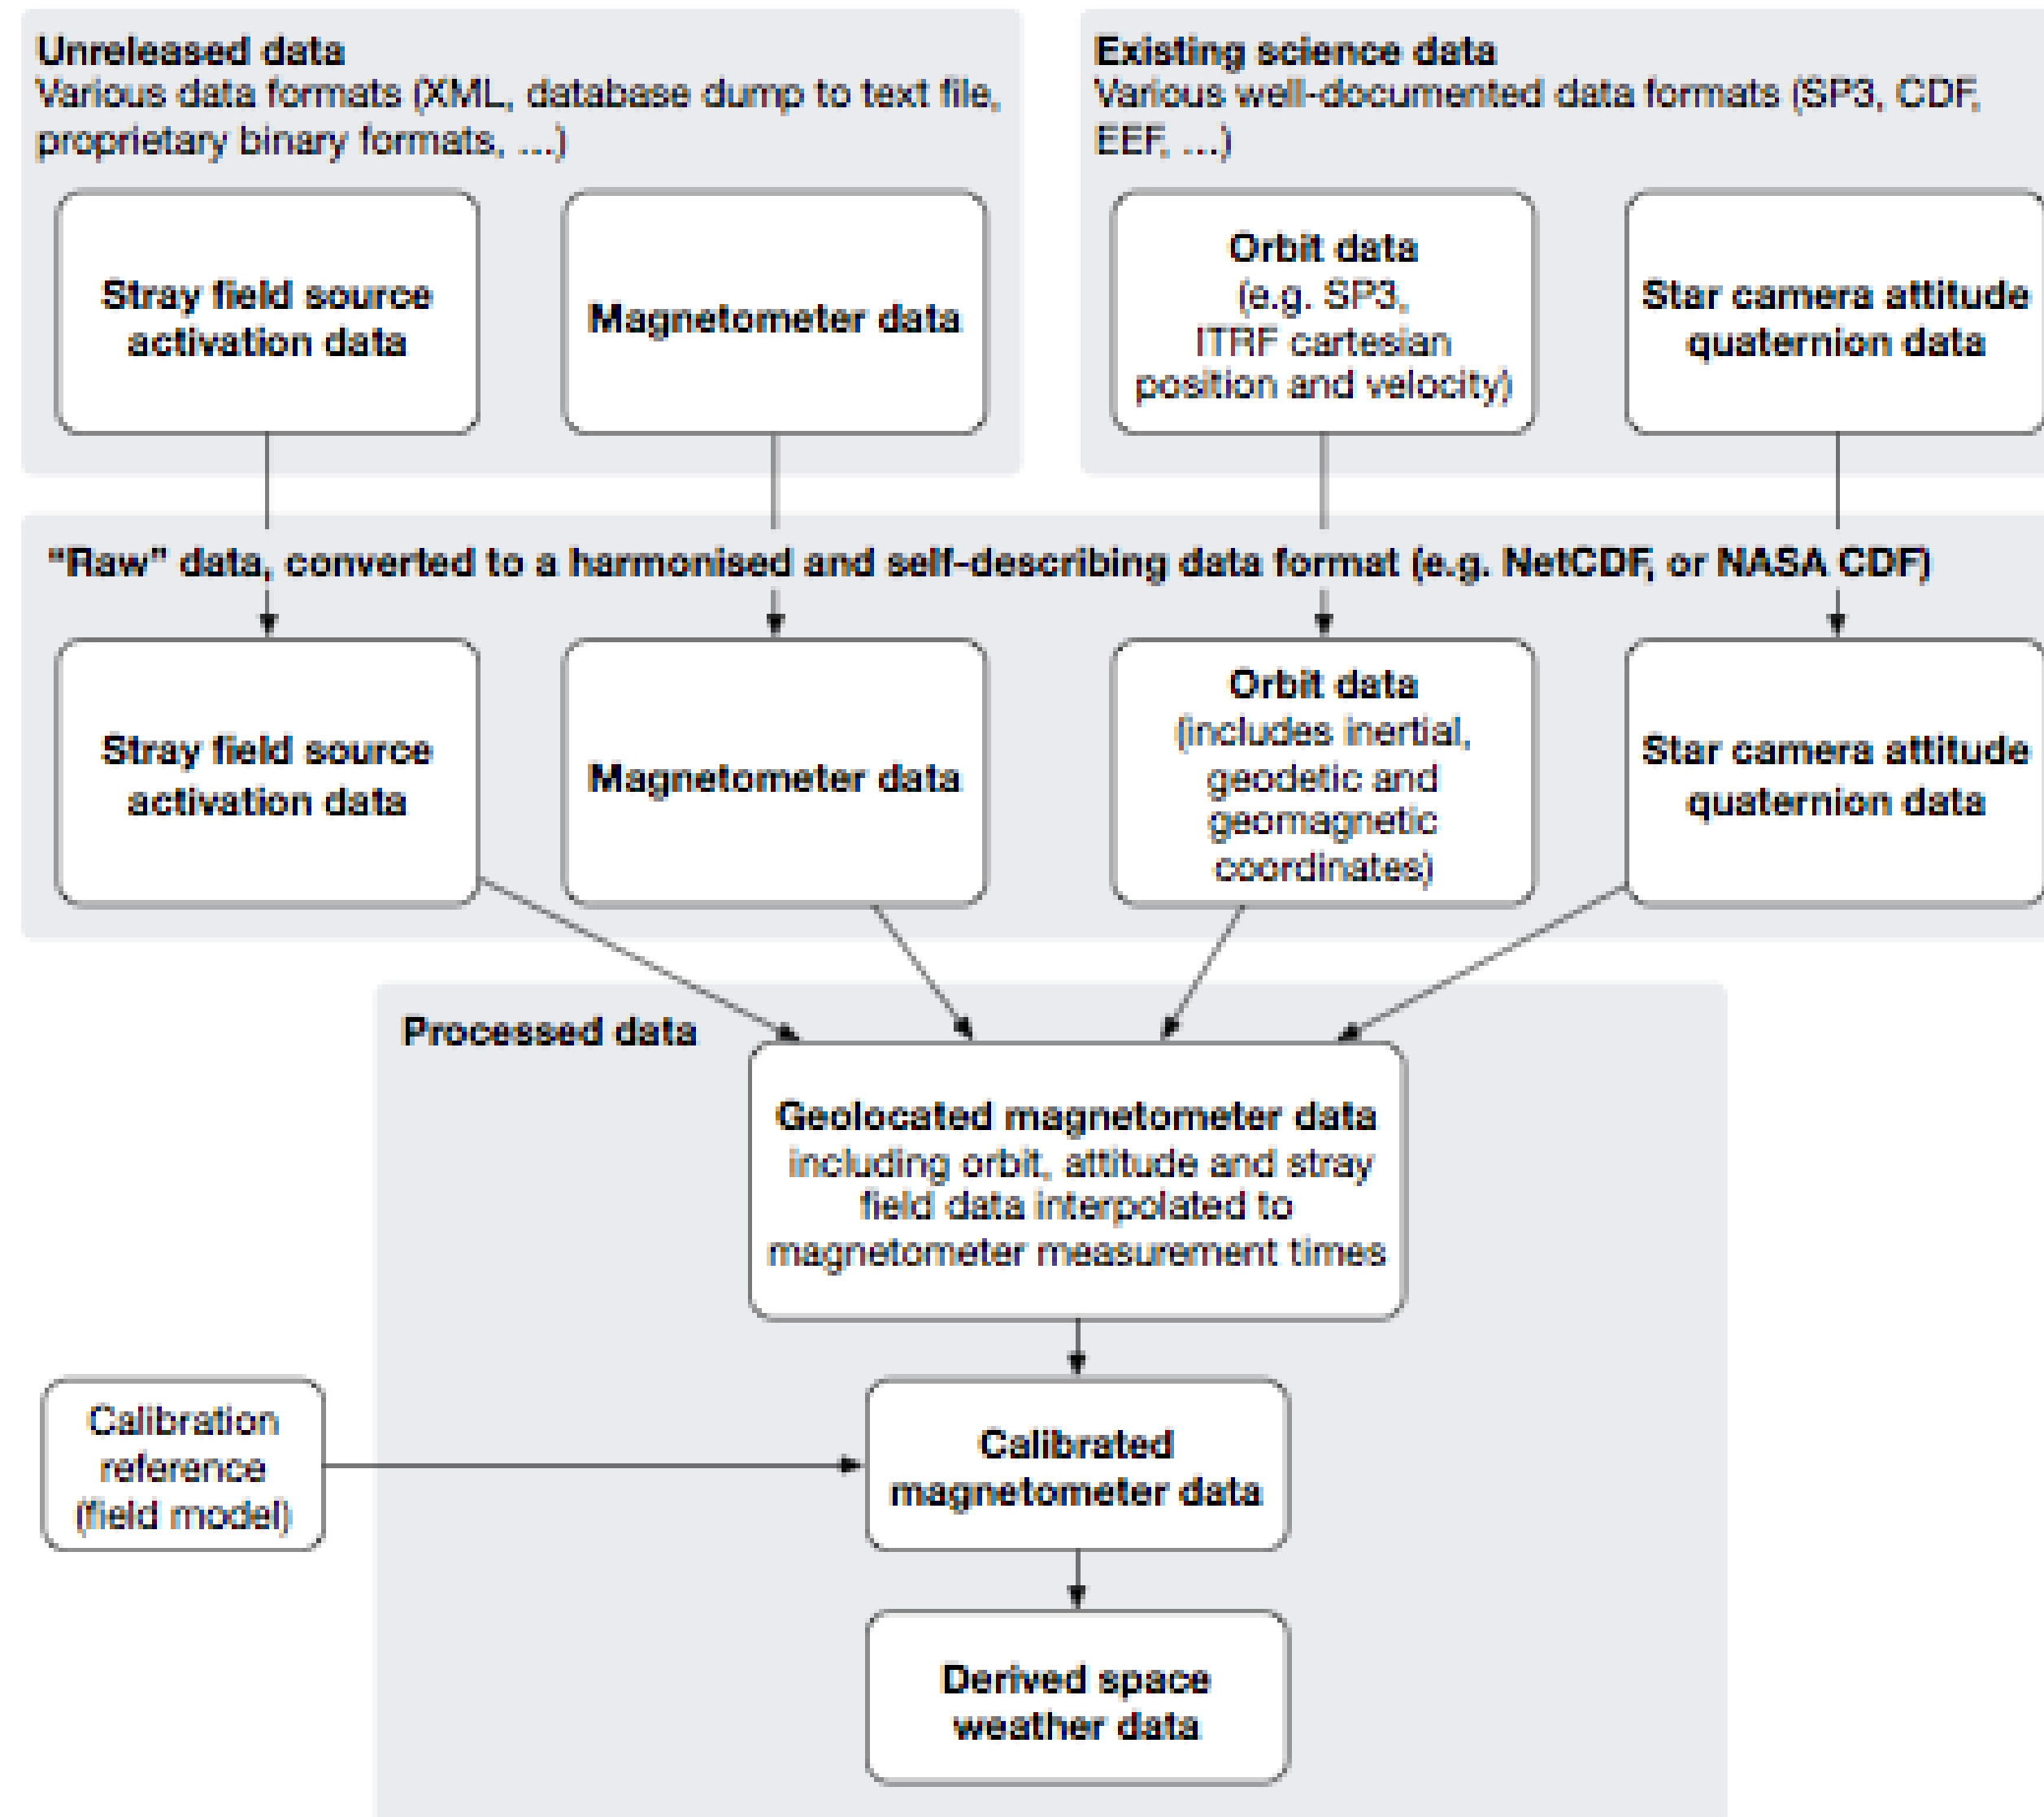 Unreleased data
Various data formats (XML, database dump to text file,
proprietary binary formats, ...)
Existing science data
Various well-documented data formats (SP3, CDF,
EEF, ...)
Stray field source
activation data
Magnetometer data
Orbit data
(e.g. SP3,
ITRF cartesian
position and velocity)
Star camera attitude
quaternion data
“Raw” data, converted to a harmonised and self-describing data format (e.g. NetCDF, or NASA CDF)
Stray field source
activation data
Magnetometer data
Orbit data
(includes inertial,
geodetic and
geomagnetic
coordinates)
Star camera attitude
quaternion data
Processed data
Geolocated magnetometer data
including orbit, attitude and stray
field data interpolated to
magnetometer measurement times
Calibration
reference
(field model)
Calibrated
magnetometer data
Derived space
weather data